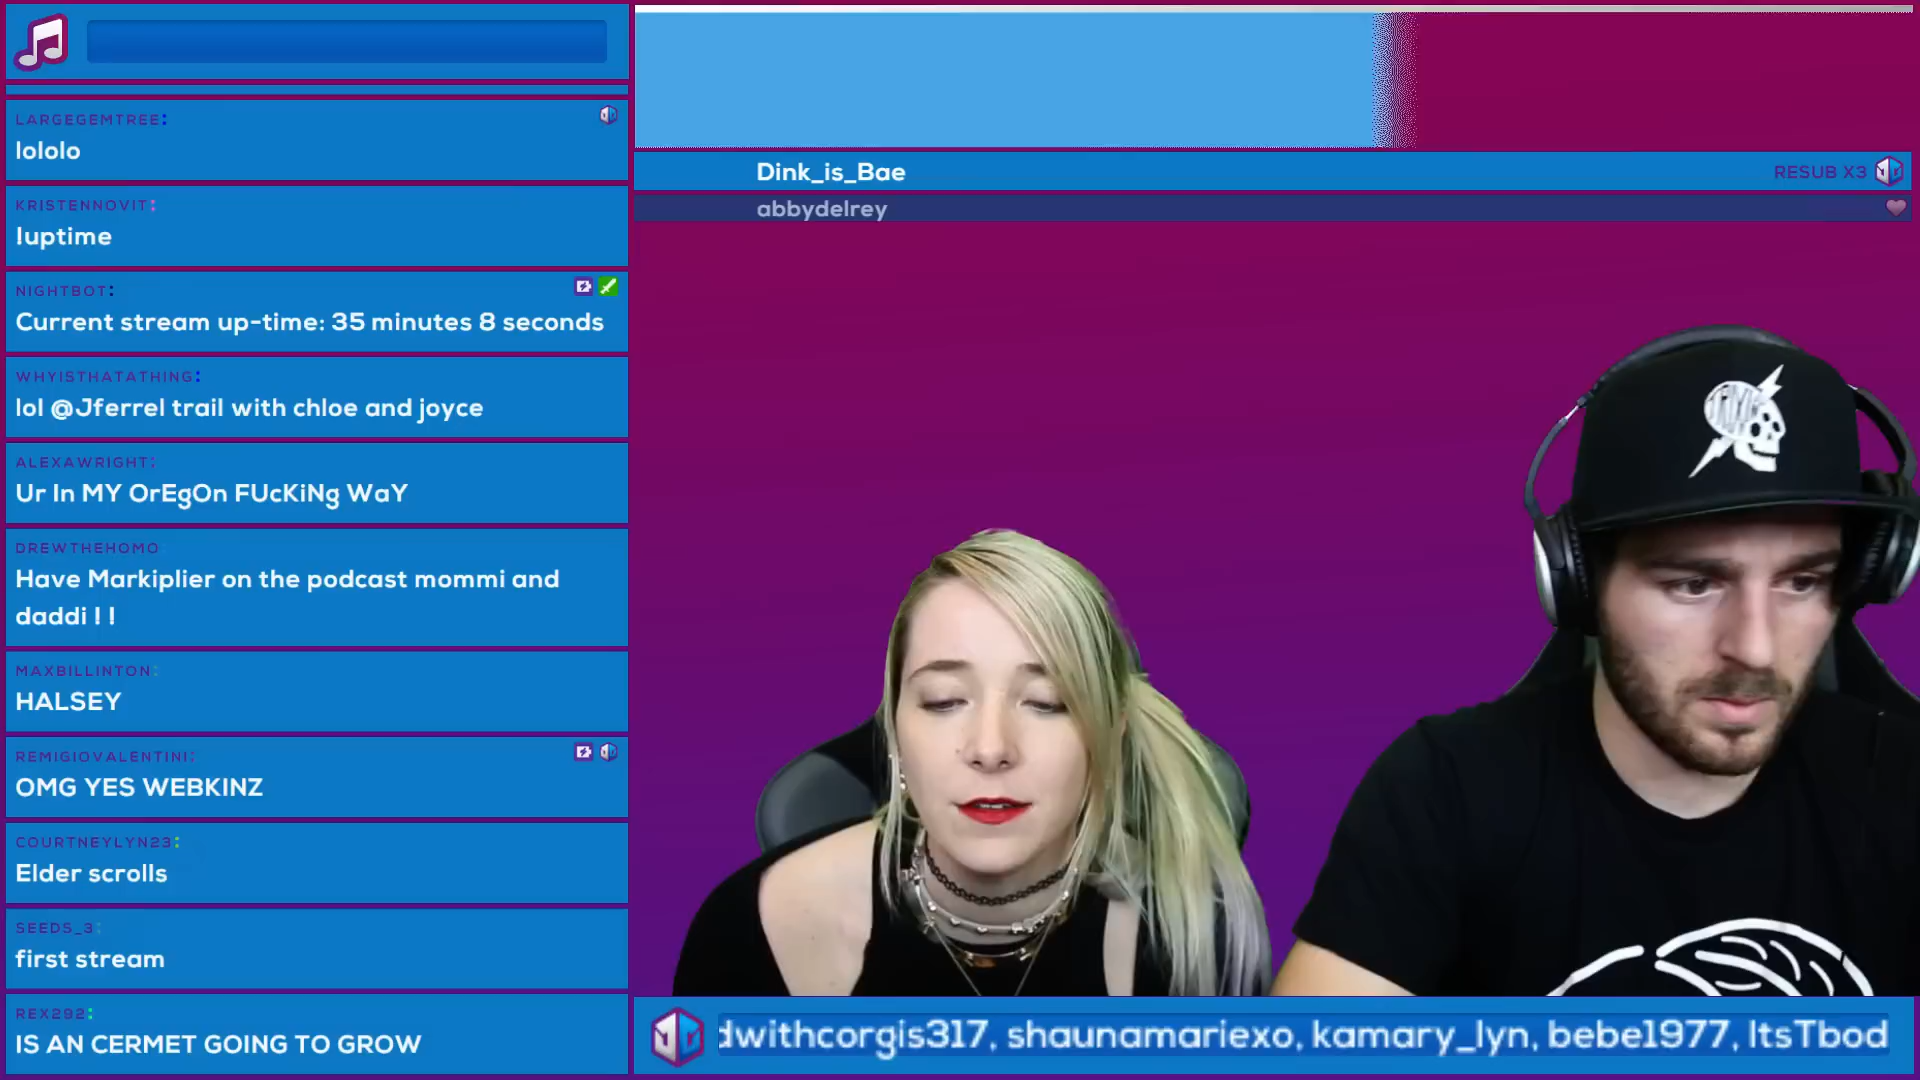 LARGEGEMTREE:
lololo
KRISTENNOVIT:
!uptime
NIGHTBOT:
Current stream up-time: 35 minutes 8 seconds
WHYISTHATATHING:
lol @Jferrel trail with chloe and joyce
ALEXAWRIGHT:
Ur In MY OrEgOn FUcKiNg WaY
DREWTHEHOMO
Have Markiplier on the podcast mommi and
daddi ! !
MAXBILLINTON:
HALSEY
REMIGIOVALENTINI:
OMG YES WEBKINZ
COURTNEYLYN23:
Elder scrolls
SEEDS_3:
first stream
REX292:
IS AN CERMET GOING TO GROW
Dink_is_Bae
RESUB X3
abbydelrey
dwithcorgis317, shaunamariexo, kamary_lyn, bebe1977, ItsTbod